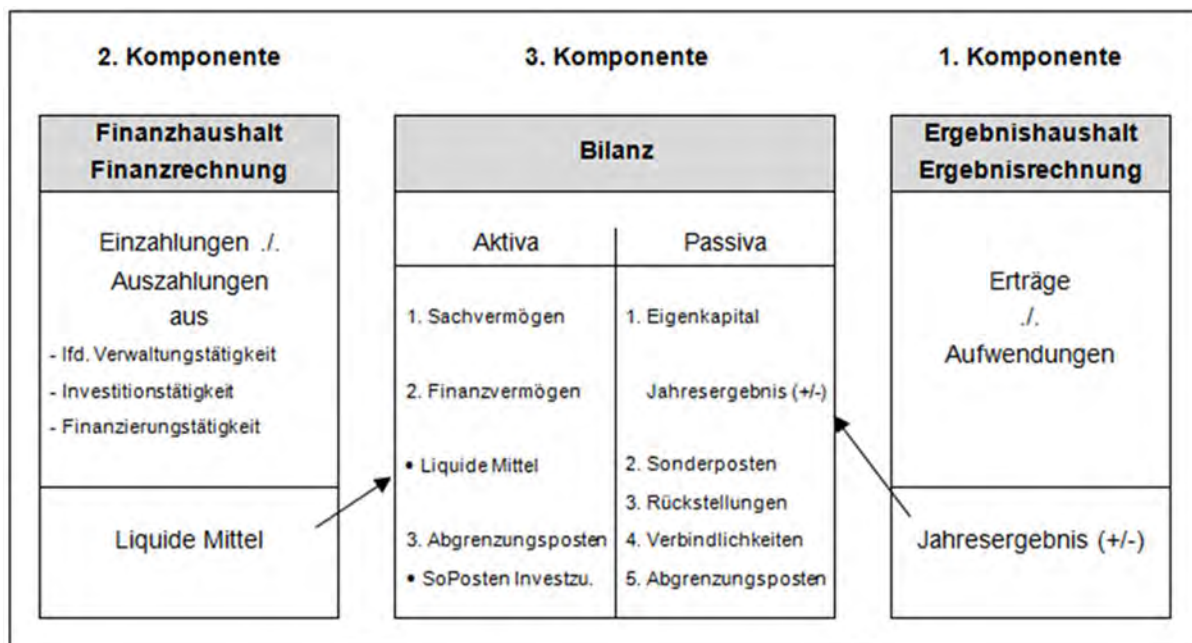 2. Komponente
3. Komponente
1. Komponente
Finanzhaushalt
Finanzrechnung
Einzahlungen ./.
Auszahlungen
aus
- lfd. Verwaltungstätigkeit
- Investitionstätigkeit
- Finanzierungstätigkeit
Liquide Mittel
Bilanz
Aktiva
Passiva
1. Sachvermögen
2. Finanzvermögen
• Liquide Mittel
3. Abgrenzungsposten
• SoPosten Investzu.
1. Eigenkapital
Jahresergebnis (+/-)
2. Sonderposten
3. Rückstellungen
4. Verbindlichkeiten
5. Abgrenzungsposten
Ergebnishaushalt
Ergebnisrechnung
Erträge
./.
Aufwendungen
Jahresergebnis (+/-)